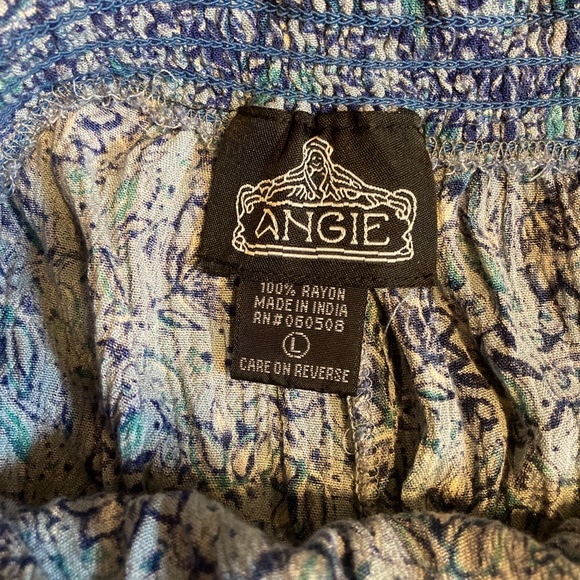 ANGIE
100% RAYON
MADE IN INDIA
RN#060508
L
CARE ON REVERSE